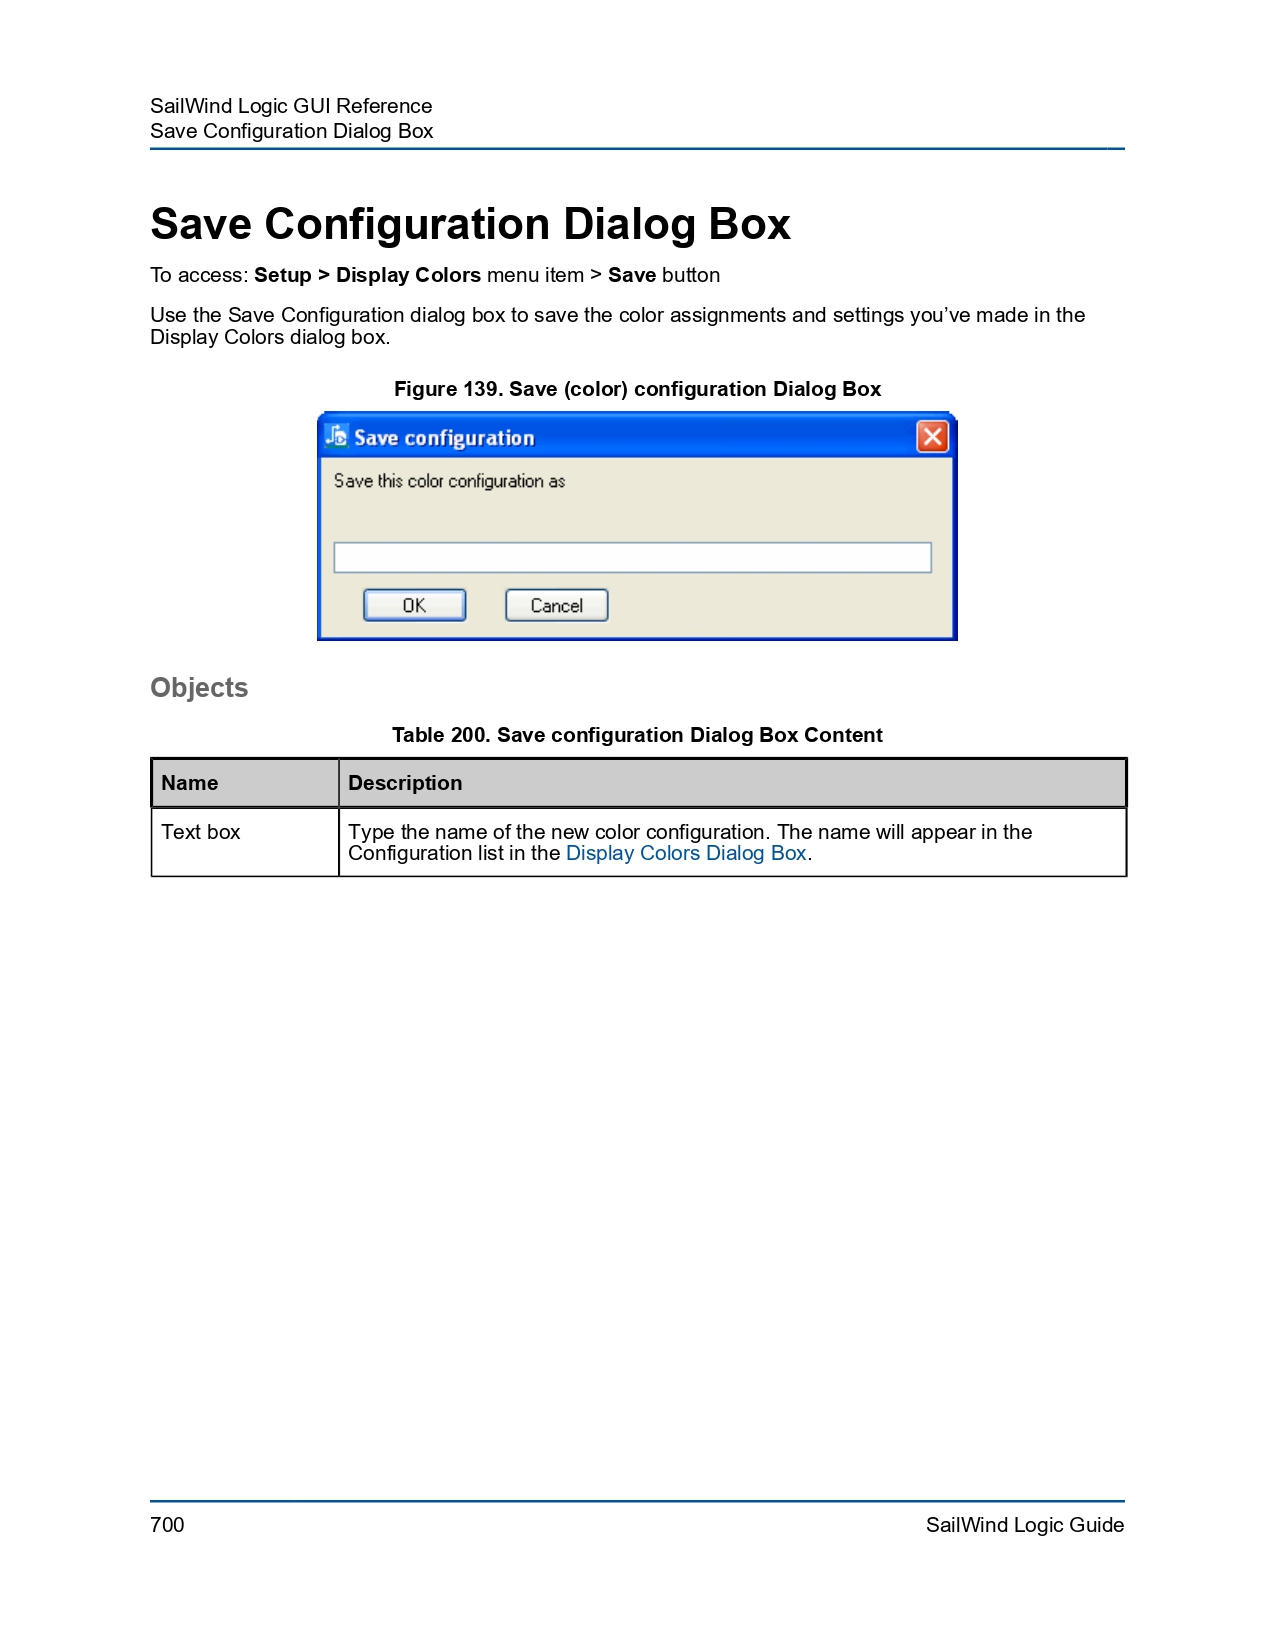 SailWind Logic GUI Reference
Save Configuration Dialog Box
Save Configuration Dialog Box
To access: Setup > Display Colors menu item > Save button
Use the Save Configuration dialog box to save the color assignments and settings you’ve made in the
Display Colors dialog box.
Figure 139. Save (color) configuration Dialog Box
Save configuration
Save this color configuration as
OK Cancel
Objects
Table 200. Save configuration Dialog Box Content
Name Description
Text box Type the name of the new color configuration. The name will appear in the
Configuration list in the Display Colors Dialog Box.
700 SailWind Logic Guide